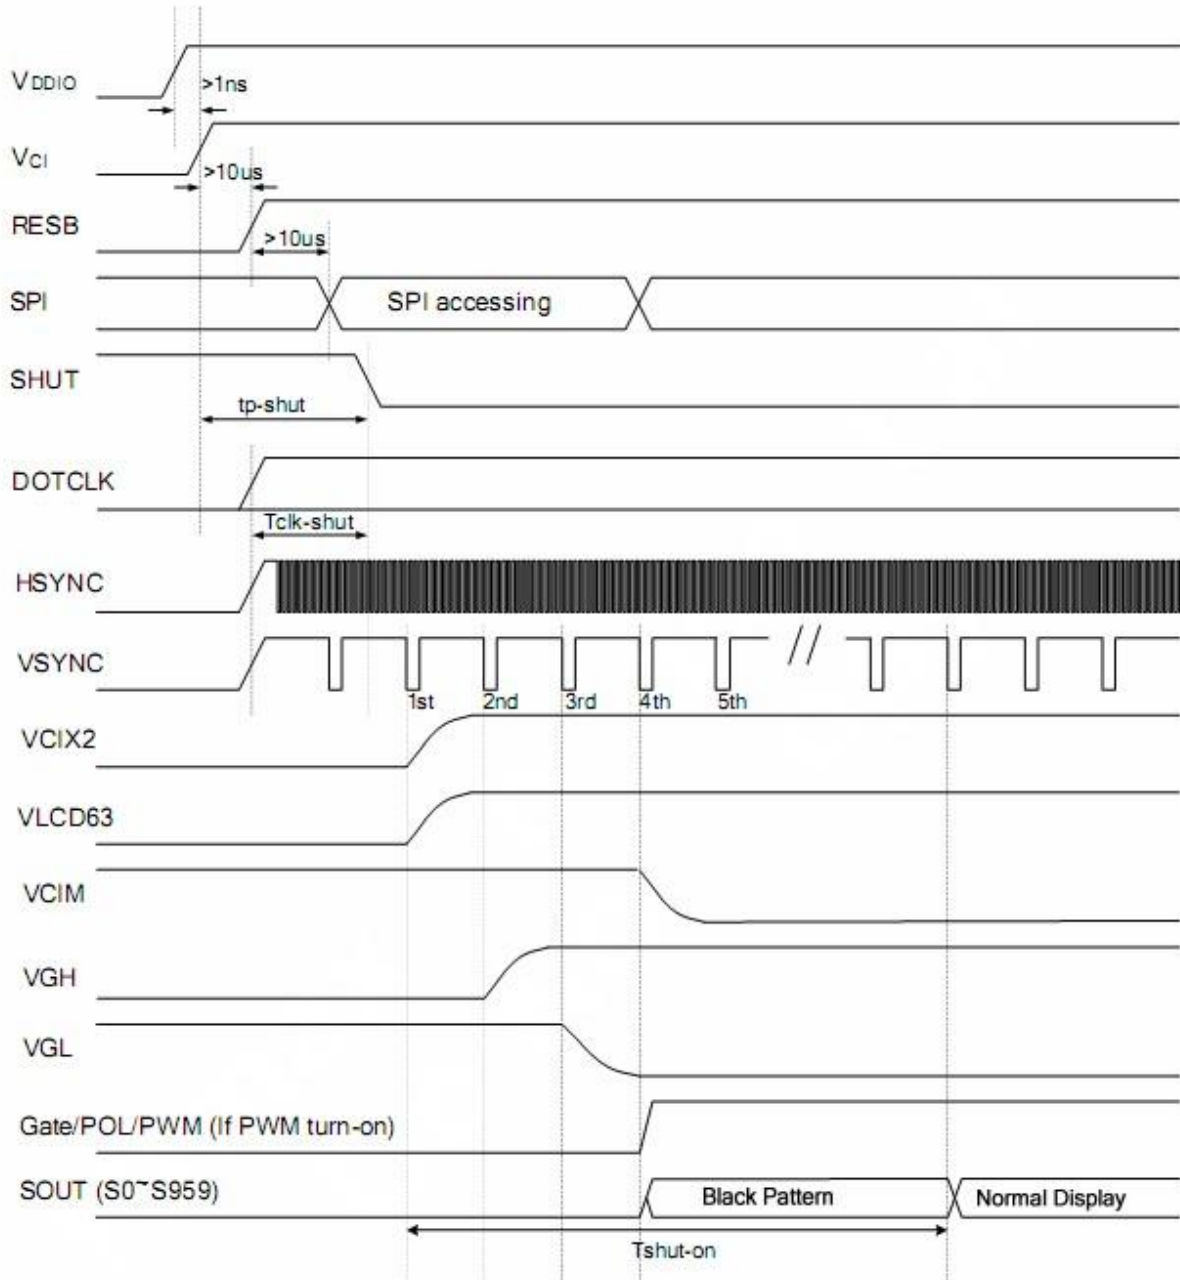 VDDIO
>1ns
VCI
>10us
RESB
>10us
SPI
SPI accessing
SHUT
tp-shut
DOTCLK
Tclk-shut
HSYNC
VSYNC
1st 2nd 3rd 4th 5th
VCIX2
VLCD63
VCIM
VGH
VGL
Gate/POL/PWM (If PWM turn-on)
SOUT (S0~S959)
Black Pattern
Normal Display
Tshut-on